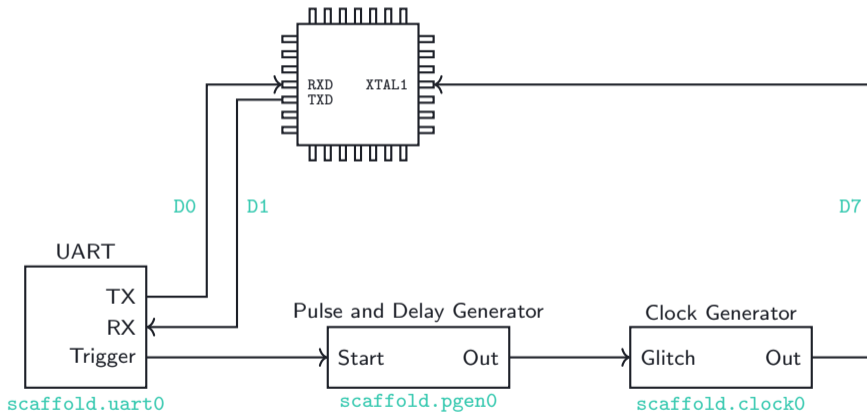 RXD XTAL1
TXD
D0 D1 D7
UART
TX
RX
Trigger
scaffold.uart0
Pulse and Delay Generator
Start Out
scaffold.pgen0
Clock Generator
Glitch Out
scaffold.clock0